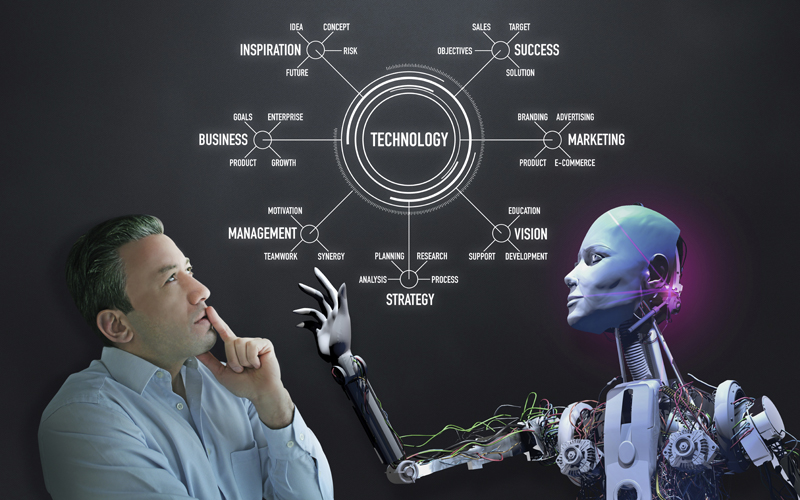 IDEA CONCEPT
INSPIRATION
RISK
FUTURE
SALES TARGET
OBJECTIVES
SUCCESS
SOLUTION
GOALS ENTERPRISE
BUSINESS
PRODUCT GROWTH
TECHNOLOGY
BRANDING ADVERTISING
MARKETING
PRODUCT E-COMMERCE
MOTIVATION
MANAGEMENT
TEAMWORK SYNERGY
EDUCATION
VISION
SUPPORT DEVELOPMENT
PLANNING RESEARCH
ANALYSIS PROCESS
STRATEGY